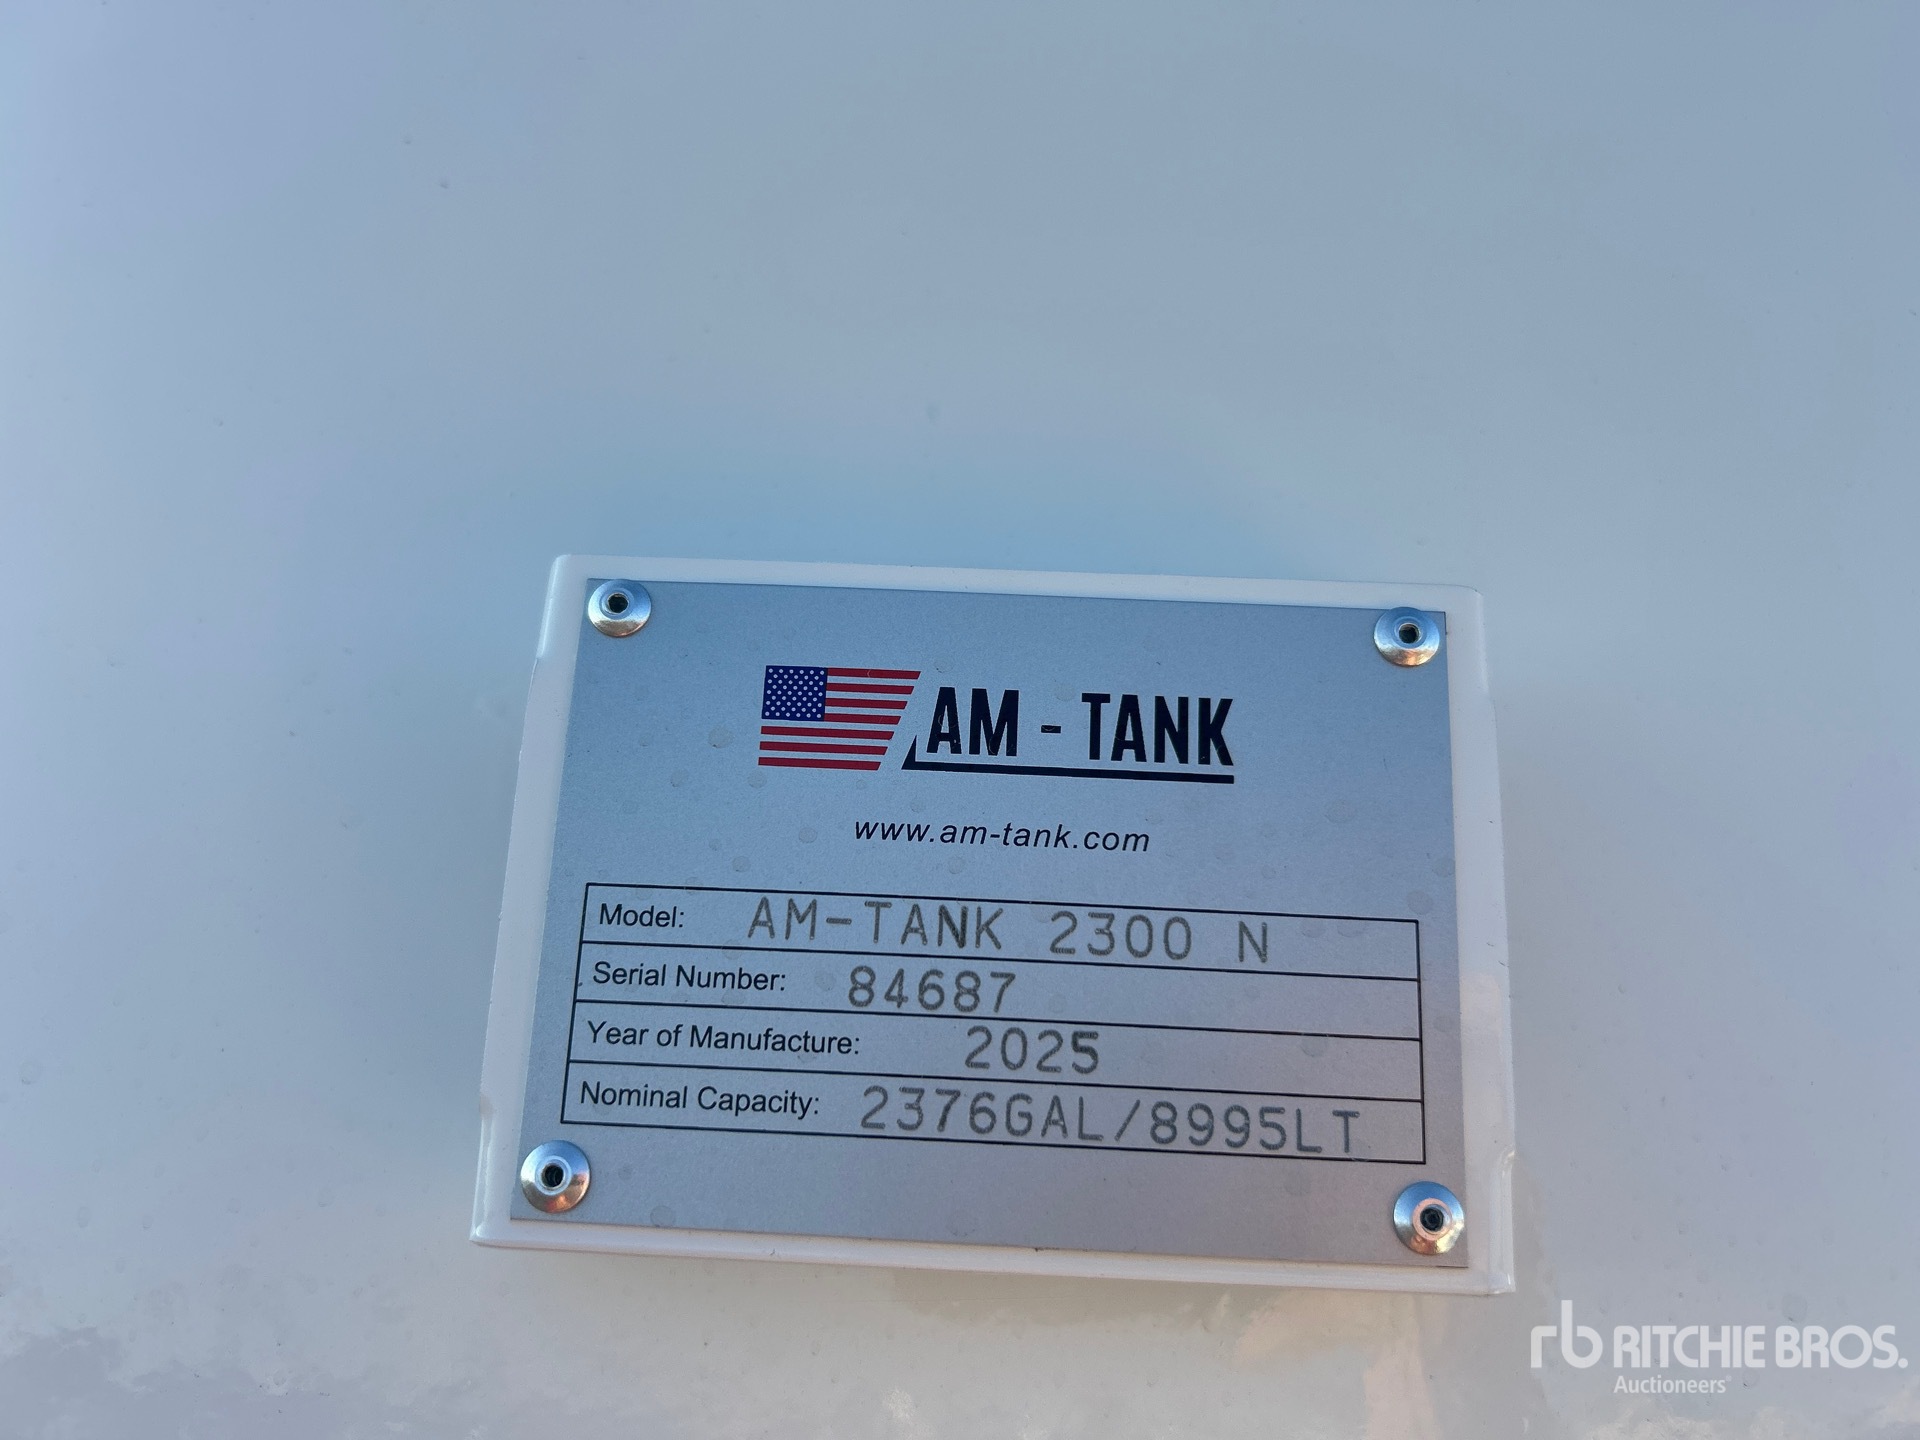 AM - TANK
www.am-tank.com
Model: AM-TANK 2300 N
Serial Number: 84687
Year of Manufacture: 2025
Nominal Capacity: 2376GAL/8995LT
rb RITCHIE BROS.
Auctioneers